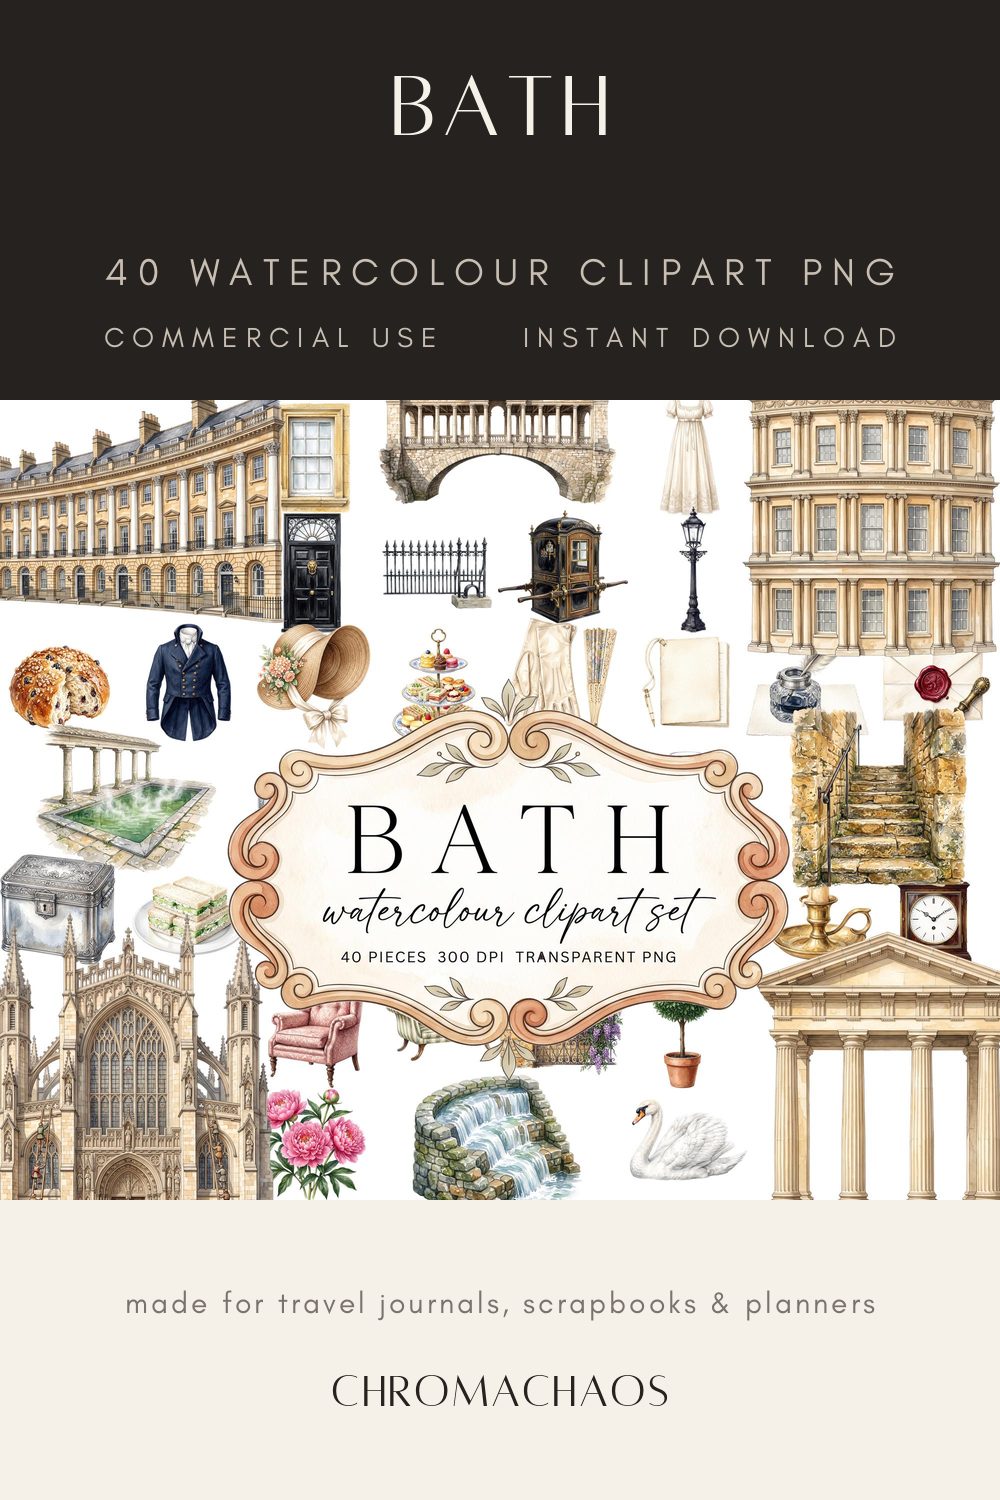 BATH
40 WATERCOLOUR CLIPART PNG
COMMERCIAL USE INSTANT DOWNLOAD
BATH
watercolour clipart set
40 PIECES 300 DPI TRANSPARENT PNG
made for travel journals, scrapbooks & planners
CHROMACHAOS